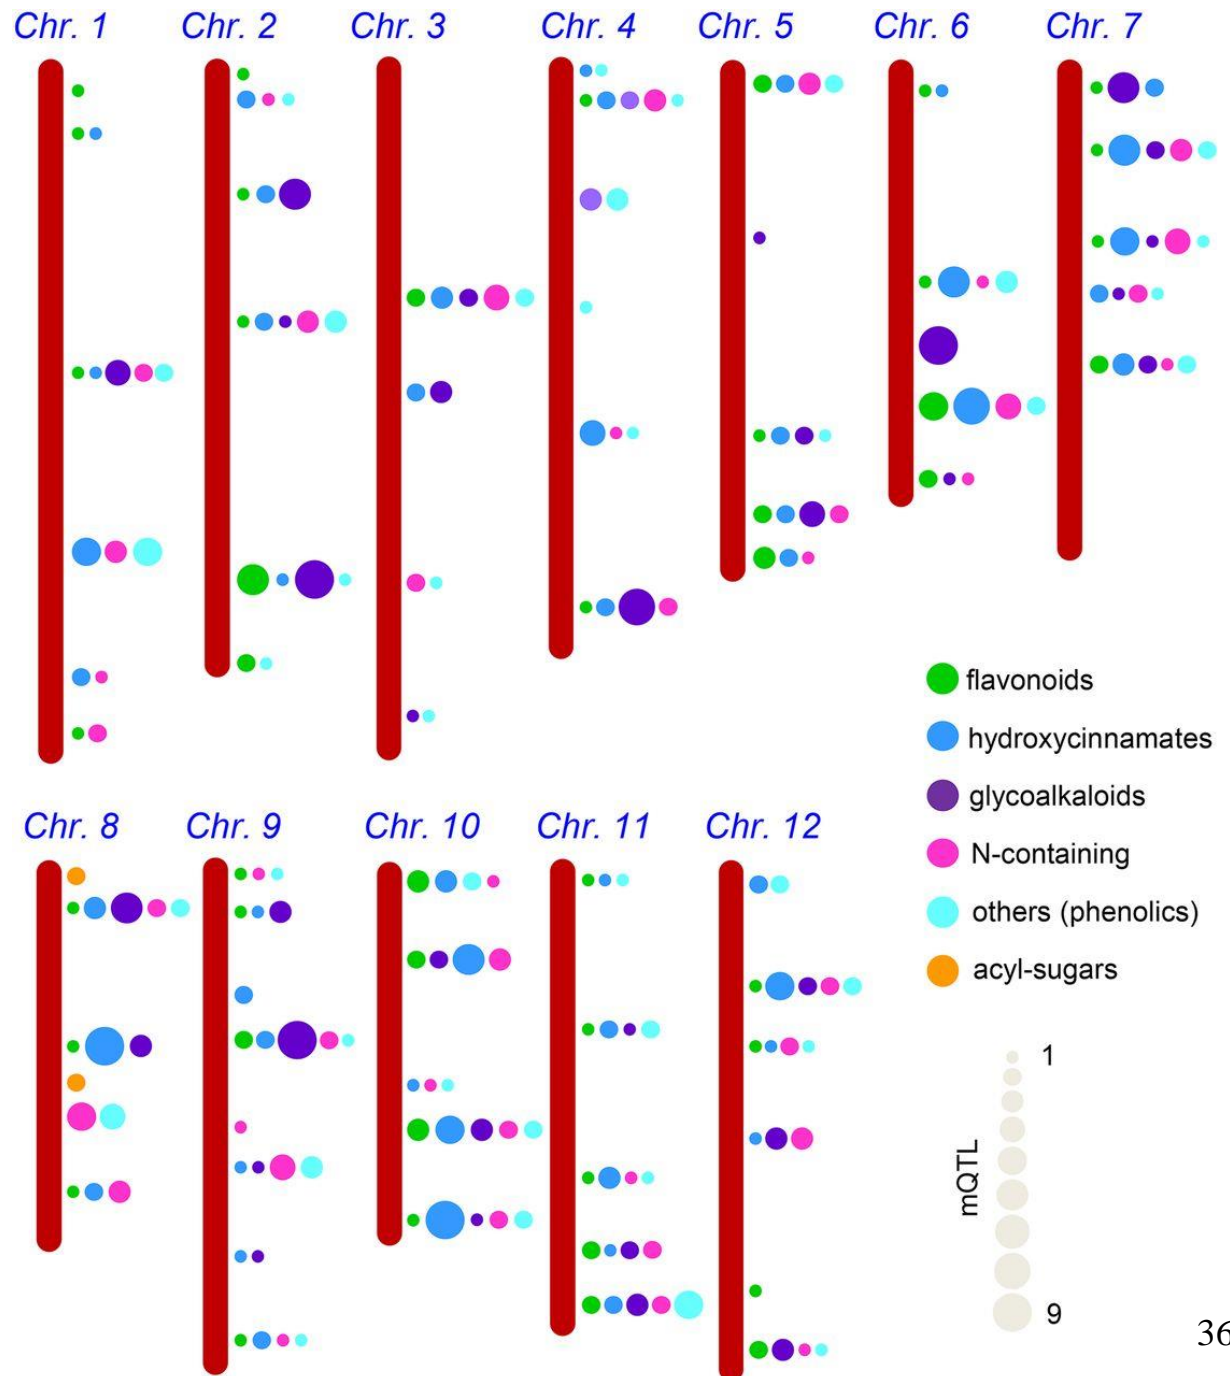 Chr. 1 Chr. 2 Chr. 3 Chr. 4 Chr. 5 Chr. 6 Chr. 7
flavonoids
hydroxycinnamates
glycoalkaloids
Chr. 8 Chr. 9 Chr. 10 Chr. 11 Chr. 12
N-containing
others (phenolics)
acyl-sugars
1
mQTL
9
36